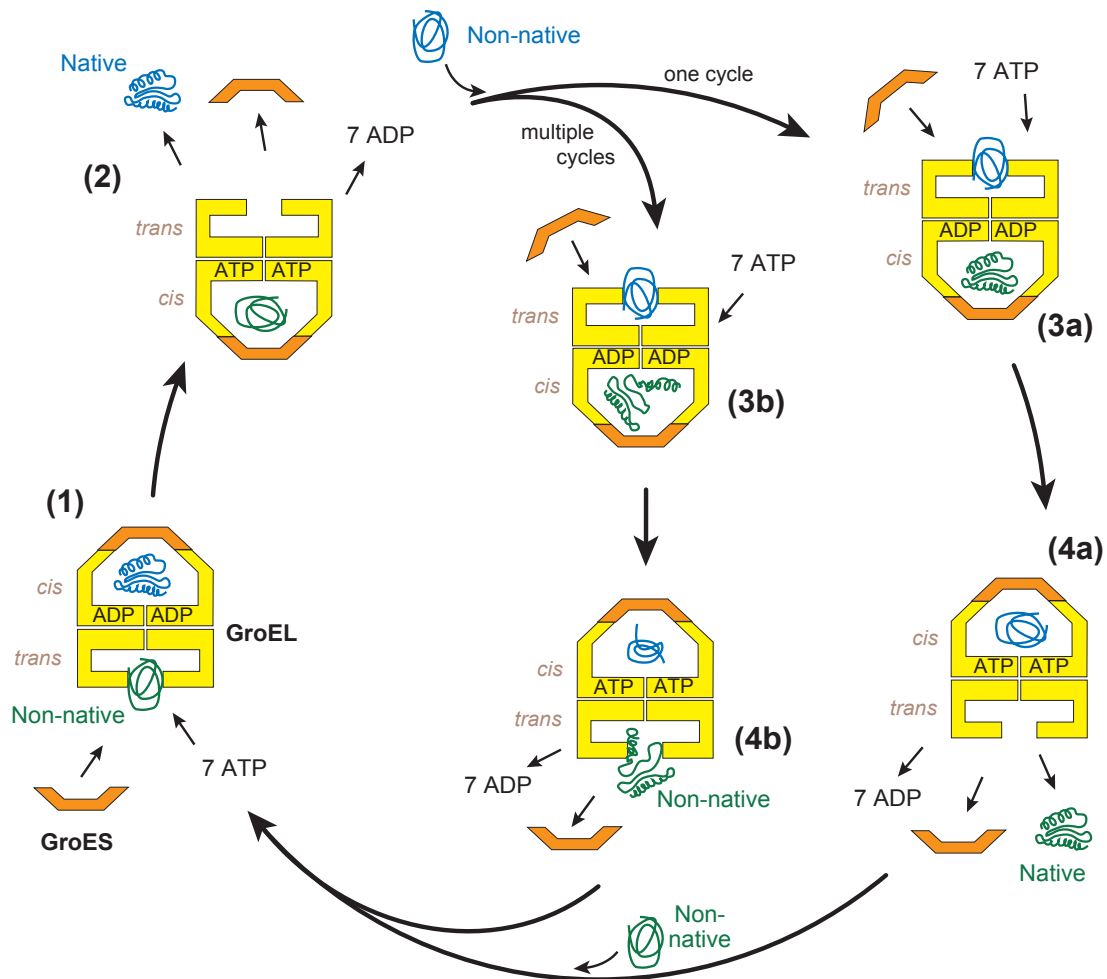 Non-native
one cycle
multiple
cycles
Native
7 ADP
(2)
trans
ATP
ATP
cis
7 ATP
trans
ADP
ADP
cis
(3a)
7 ATP
trans
ADP
ADP
cis
(3b)
(1)
cis
ADP
ADP
GroEL
trans
Non-native
7 ATP
GroES
cis
ATP
ATP
trans
(4b)
7 ADP
Non-native
(4a)
cis
ATP
ATP
trans
7 ADP
Native
Non-
native